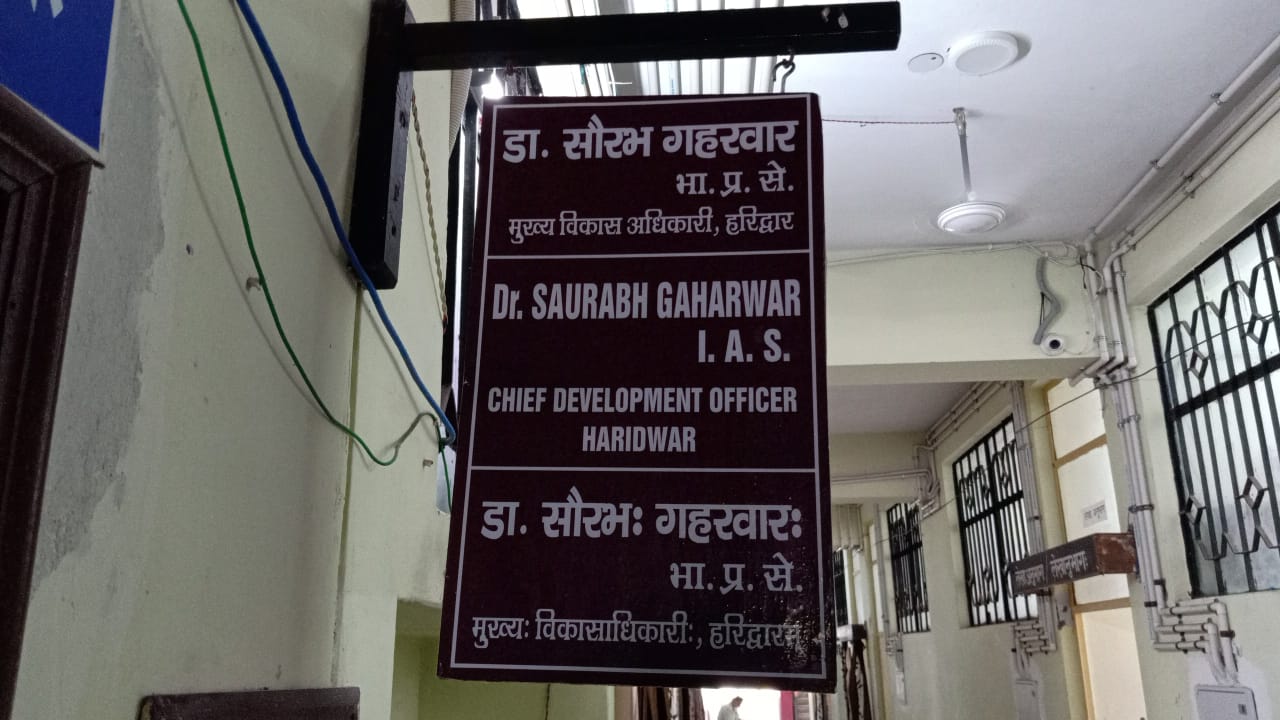 डा. सौरभ गहरवार
भा. प्र. से.
मुख्य विकास अधिकारी, हरिद्वार
Dr. SAURABH GAHARWAR
I. A. S.
CHIEF DEVELOPMENT OFFICER
HARIDWAR
डा. सौरभः गहरवारः
भा. प्र. से.
मुख्यः विकासाधिकारीः, हरिद्वारम्